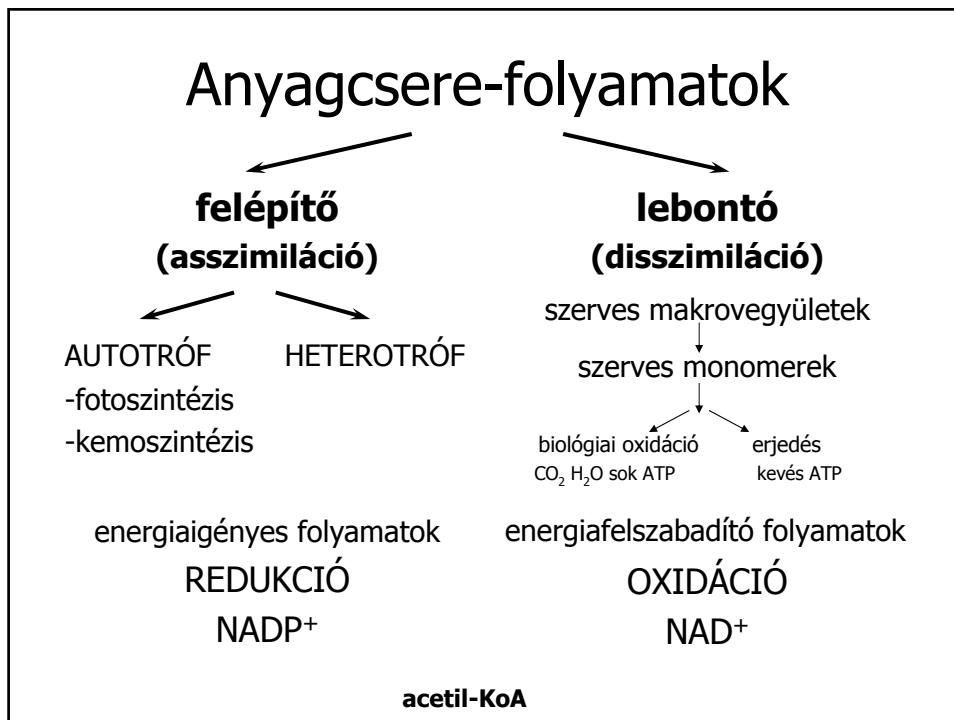 Anyagcsere-folyamatok
felépítő
(asszimiláció)
AUTOTRÓF
-fotoszintézis
-kemoszintézis
HETEROTRÓF
energiaigényes folyamatok
REDUKCIÓ
NADP⁺
lebontó
(disszimiláció)
szerves makrovegyületek
szerves monomerek
biológiai oxidáció
CO₂ H₂O sok ATP
erjedés
kevés ATP
energiafelszabadító folyamatok
OXIDÁCIÓ
NAD⁺
acetil-KoA